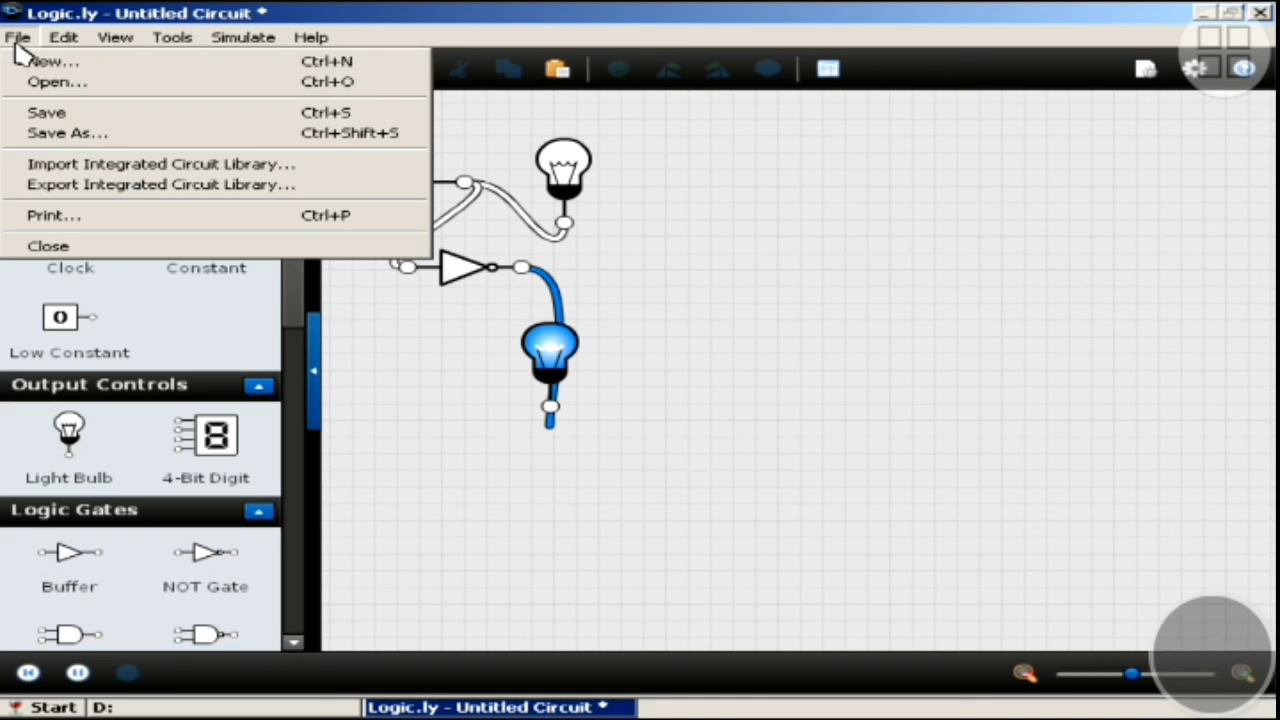 Logic.ly - Untitled Circuit *
File Edit View Tools Simulate Help
New... Ctrl+N
Open... Ctrl+O
Save Ctrl+S
Save As... Ctrl+Shift+S
Import Integrated Circuit Library...
Export Integrated Circuit Library...
Print... Ctrl+P
Close
Clock Constant
0
Low Constant
Output Controls
8
Light Bulb 4-Bit Digit
Logic Gates
Buffer NOT Gate
Start D: Logic.ly - Untitled Circuit *